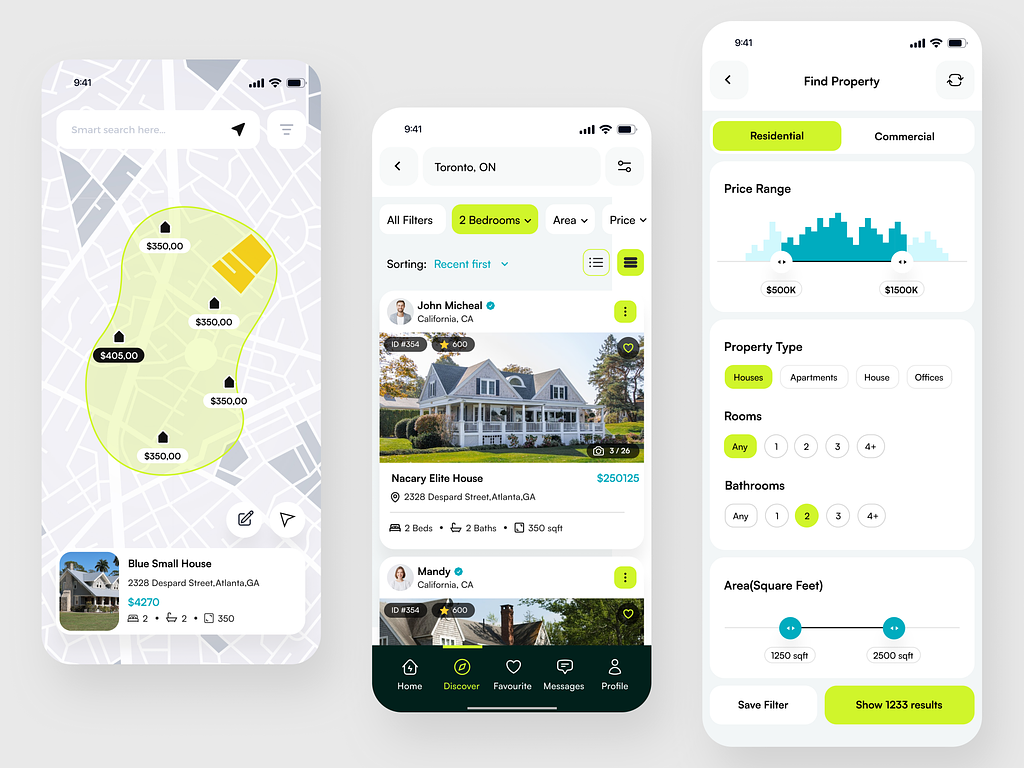 9:41
Smart search here...
$350,00
$350,00
$405,00
$350,00
$350,00
Blue Small House
2328 Despard Street,Atlanta,GA
$4270
2 • 2 • 350
9:41
Toronto, ON
All Filters 2 Bedrooms Area Price
Sorting: Recent first
John Micheal
California, CA
ID #354 600
3 / 26
Nacary Elite House $250125
2328 Despard Street,Atlanta,GA
2 Beds • 2 Baths • 350 sqft
Mandy
California, CA
ID #354 600
Home Discover Favourite Messages Profile
9:41
Find Property
Residential Commercial
Price Range
$500K $1500K
Property Type
Houses Apartments House Offices
Rooms
Any 1 2 3 4+
Bathrooms
Any 1 2 3 4+
Area(Square Feet)
1250 sqft 2500 sqft
Save Filter Show 1233 results